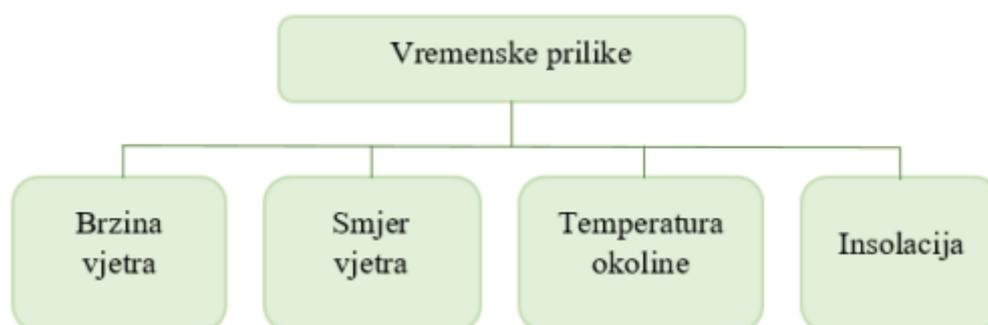 Vremenske prilike
Brzina
vjetra
Smjer
vjetra
Temperatura
okoline
Insolacija